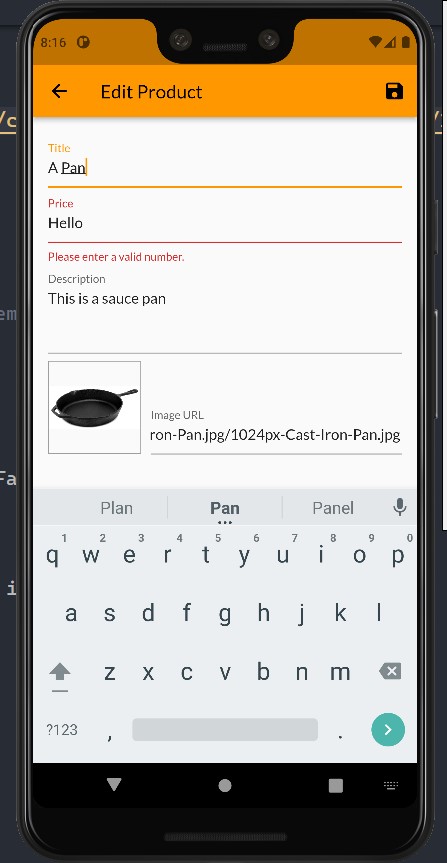 8:16
Edit Product
Title
A Pan
Price
Hello
Please enter a valid number.
Description
This is a sauce pan
Image URL
ron-Pan.jpg/1024px-Cast-Iron-Pan.jpg
Plan Pan Panel
1 2 3 4 5 6 7 8 9 0
q w e r t y u i o p
a s d f g h j k l
z x c v b n m
?123 , .